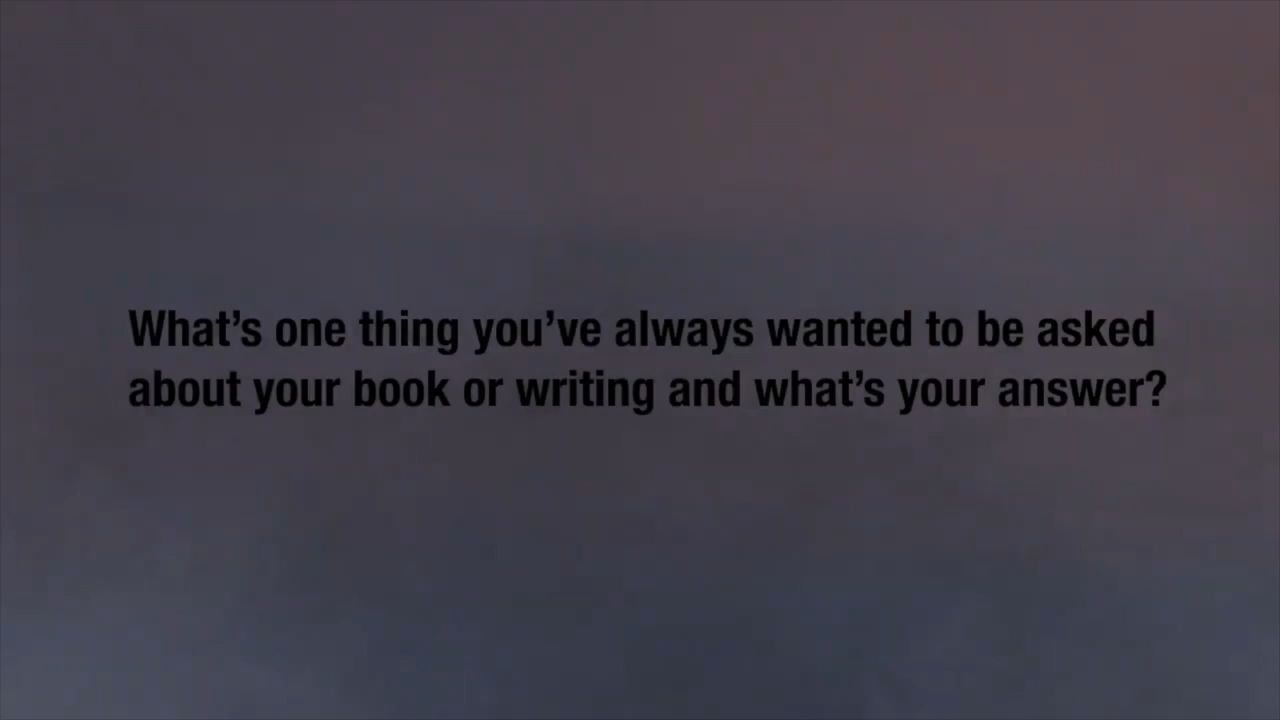 What’s one thing you’ve always wanted to be asked
about your book or writing and what’s your answer?